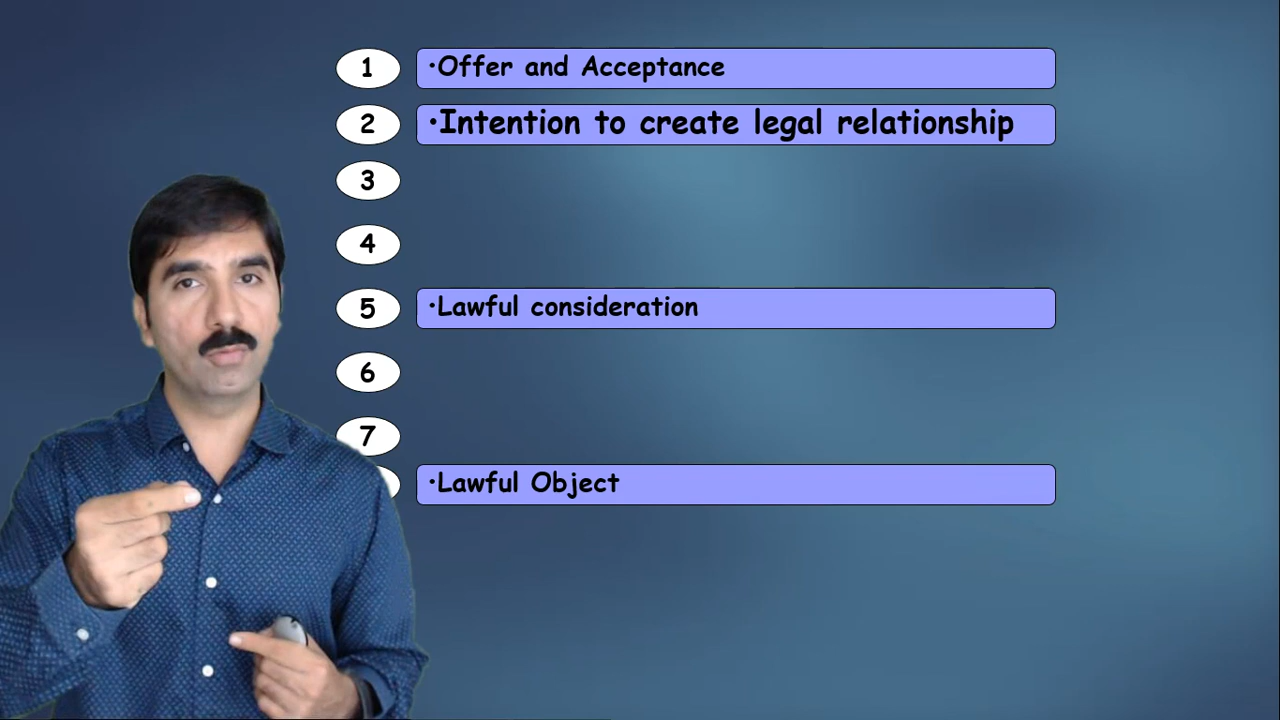 1 •Offer and Acceptance
2 •Intention to create legal relationship
3
4
5 •Lawful consideration
6
7
•Lawful Object